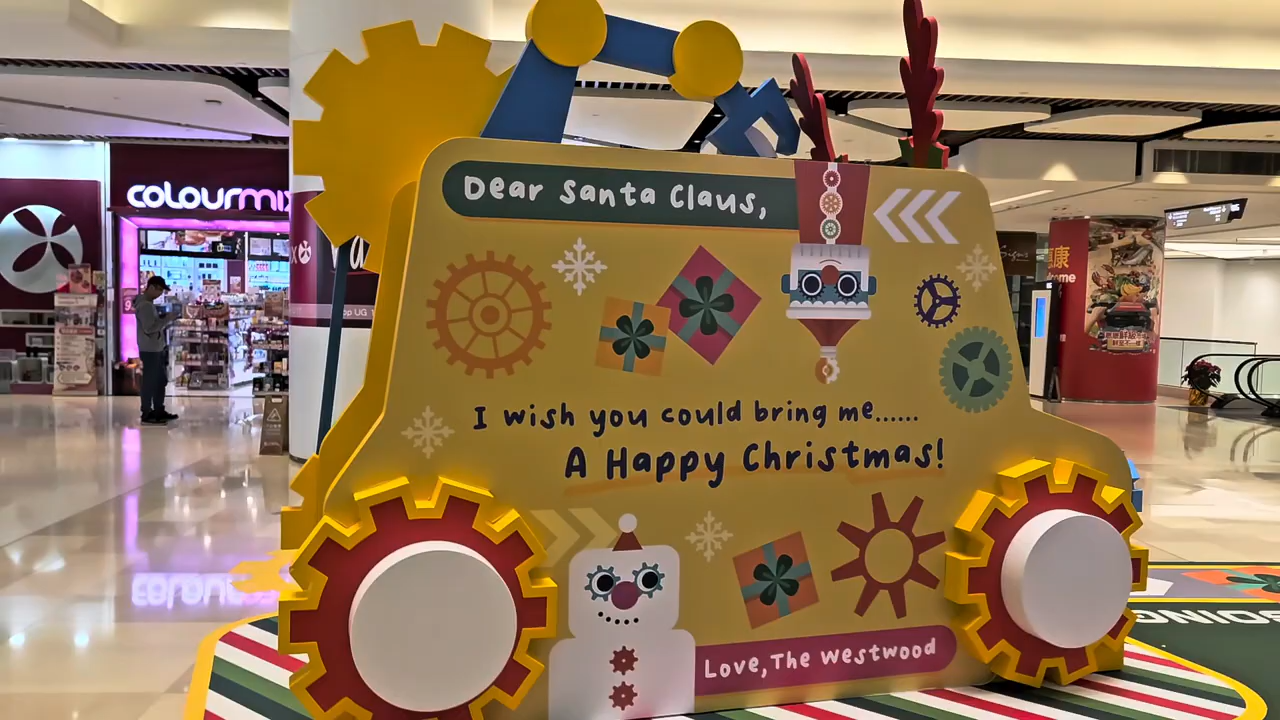 Dear Santa Claus,
I wish you could bring me......
A Happy Christmas!
Love, The Westwood
colourmix